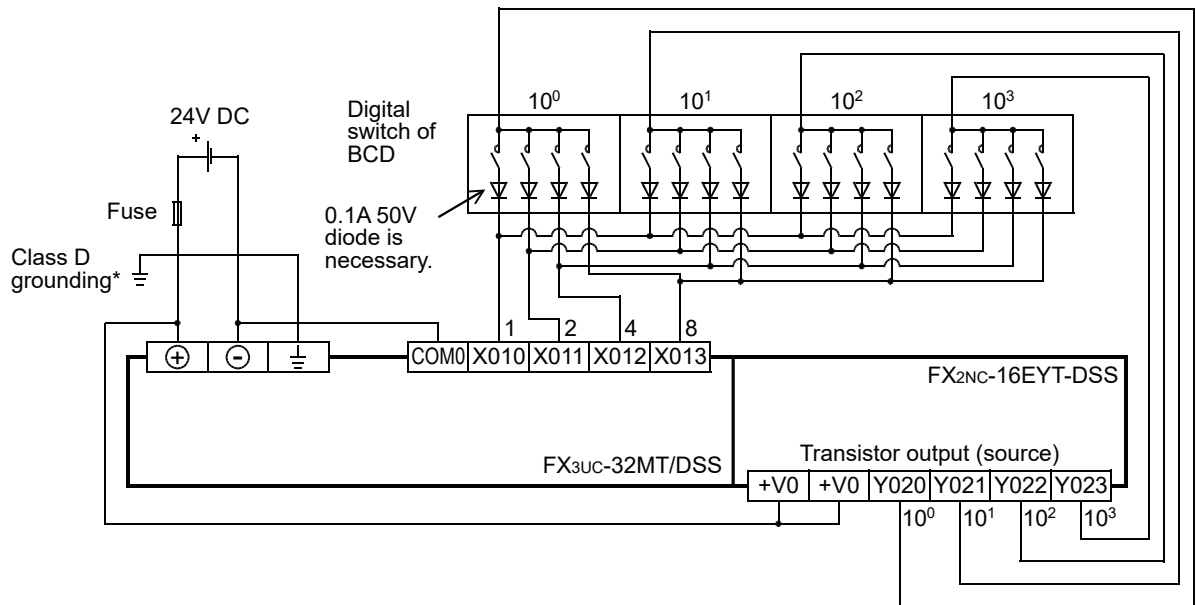 10⁰ 10¹ 10² 10³
Digital
switch of
BCD
24V DC
+
0.1A 50V
diode is
necessary.
Fuse
Class D
grounding*
1 2 4 8
+ - COM0 X010 X011 X012 X013
FX2NC-16EYT-DSS
FX3UC-32MT/DSS
Transistor output (source)
+V0 +V0 Y020 Y021 Y022 Y023
10⁰ 10¹ 10² 10³